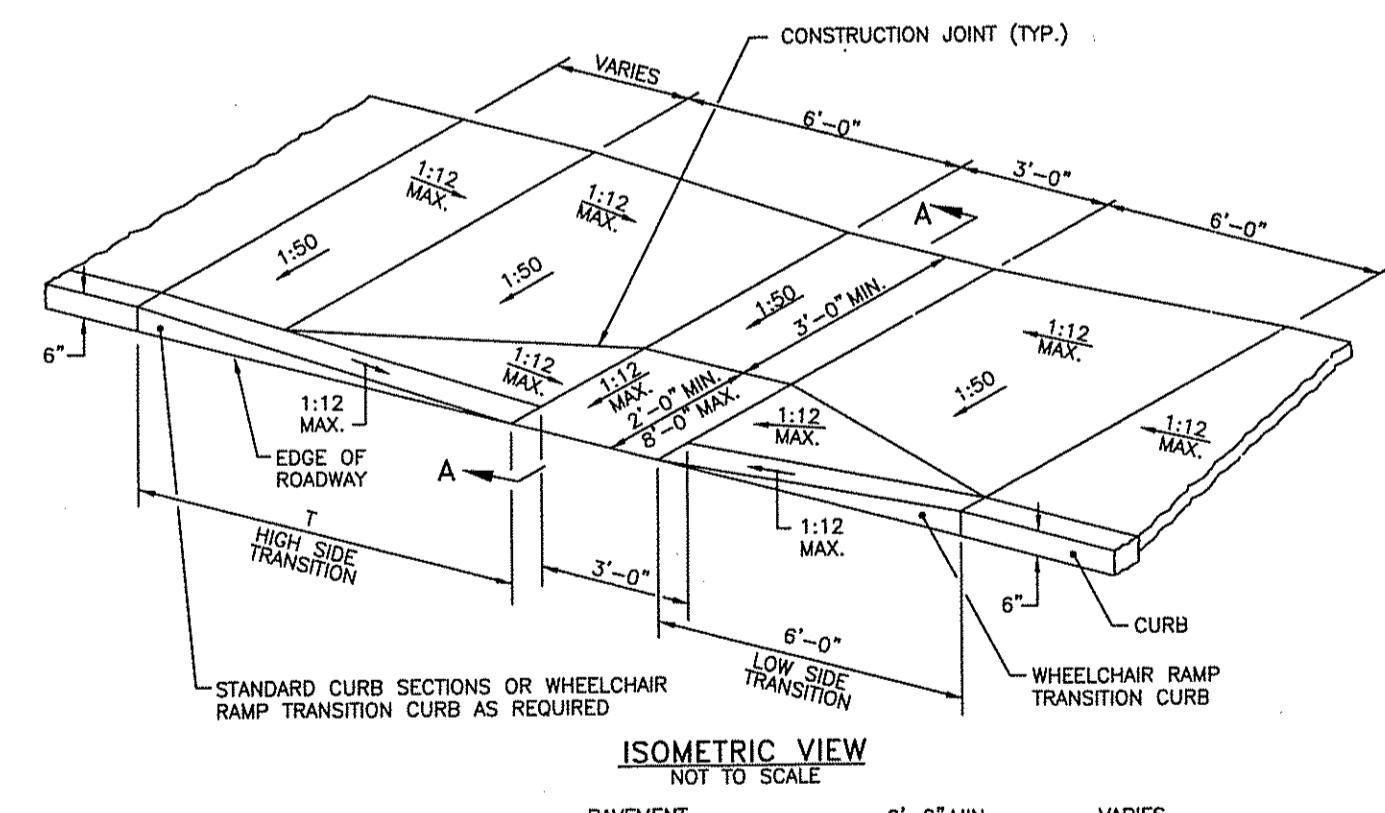 CONSTRUCTION JOINT (TYP.)
VARIES
6'-0"
3'-0"
6'-0"
A
1:12
MAX.
1:12
MAX.
1:50
1:50
1:50
3'-0" MIN.
1:12
MAX.
1:50
1:12
MAX.
6"
1:12
MAX.
1:12
MAX.
1:12
MAX.
2'-0" MIN.
8'-0" MAX.
1:12
MAX.
EDGE OF
ROADWAY
A
1:12
MAX.
T
HIGH SIDE
TRANSITION
3'-0"
6'-0"
LOW SIDE
TRANSITION
6"
CURB
WHEELCHAIR RAMP
TRANSITION CURB
STANDARD CURB SECTIONS OR WHEELCHAIR
RAMP TRANSITION CURB AS REQUIRED
ISOMETRIC VIEW
NOT TO SCALE
PAVEMENT
VARIES